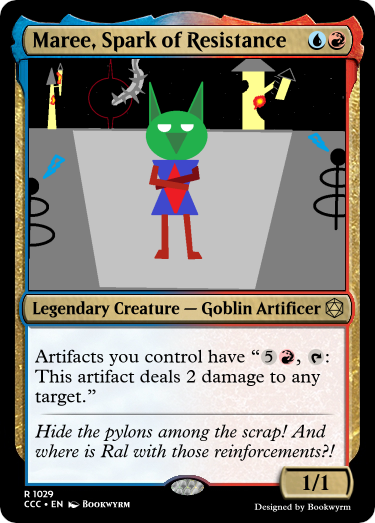 Maree, Spark of Resistance
Legendary Creature — Goblin Artificer
Artifacts you control have “5, :
This artifact deals 2 damage to any
target.”
Hide the pylons among the scrap! And
where is Ral with those reinforcements?!
1/1
R 1029
CCC • EN Bookwyrm
Designed by Bookwyrm